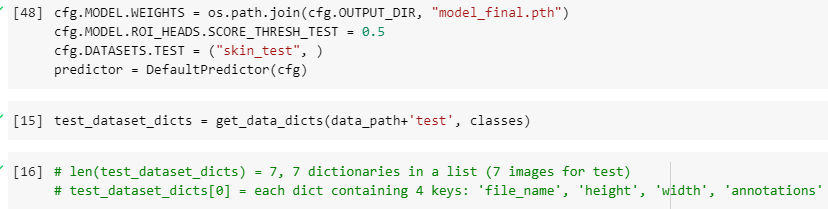 [48] cfg.MODEL.WEIGHTS = os.path.join(cfg.OUTPUT_DIR, "model_final.pth")
cfg.MODEL.ROI_HEADS.SCORE_THRESH_TEST = 0.5
cfg.DATASETS.TEST = ("skin_test", )
predictor = DefaultPredictor(cfg)
[15] test_dataset_dicts = get_data_dicts(data_path+'test', classes)
[16] # len(test_dataset_dicts) = 7, 7 dictionaries in a list (7 images for test)
# test_dataset_dicts[0] = each dict containing 4 keys: 'file_name', 'height', 'width', 'annotations'